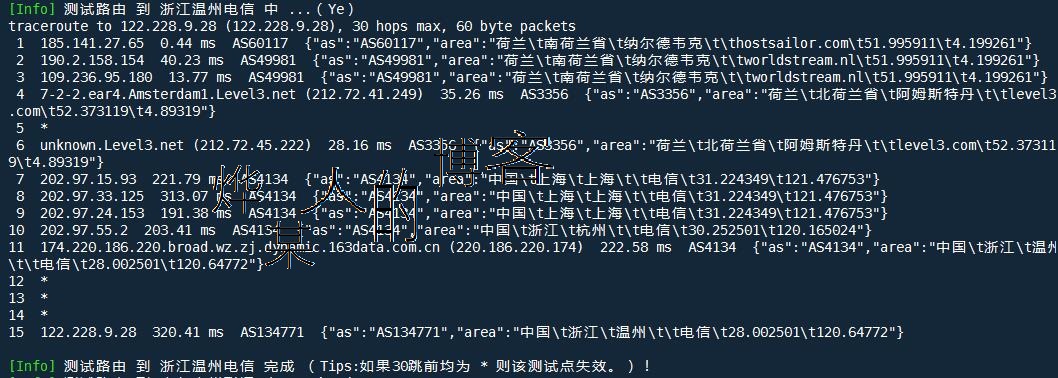 [Info] 测试路由 到 浙江温州电信 中 ...（Ye）
traceroute to 122.228.9.28 (122.228.9.28), 30 hops max, 60 byte packets
1 185.141.27.65 0.44 ms AS60117 {"as":"AS60117","area":"荷兰\t南荷兰省\t纳尔德韦克\t\thostsailor.com\t51.995911\t4.199261"}
2 190.2.158.154 40.23 ms AS49981 {"as":"AS49981","area":"荷兰\t南荷兰省\t纳尔德韦克\t\tworldstream.nl\t51.995911\t4.199261"}
3 109.236.95.180 13.77 ms AS49981 {"as":"AS49981","area":"荷兰\t南荷兰省\t纳尔德韦克\t\tworldstream.nl\t51.995911\t4.199261"}
4 7-2-2.ear4.Amsterdam1.Level3.net (212.72.41.249) 35.26 ms AS3356 {"as":"AS3356","area":"荷兰\t北荷兰省\t阿姆斯特丹\t\tlevel3
.com\t52.373119\t4.89319"}
5 *
6 unknown.Level3.net (212.72.45.222) 28.16 ms AS3356 {"as":"AS3356","area":"荷兰\t北荷兰省\t阿姆斯特丹\t\tlevel3.com\t52.37311
9\t4.89319"}
7 202.97.15.93 221.79 ms AS4134 {"as":"AS4134","area":"中国\t上海\t上海\t\t电信\t31.224349\t121.476753"}
8 202.97.33.125 313.07 ms AS4134 {"as":"AS4134","area":"中国\t上海\t上海\t\t电信\t31.224349\t121.476753"}
9 202.97.24.153 191.38 ms AS4134 {"as":"AS4134","area":"中国\t上海\t上海\t\t电信\t31.224349\t121.476753"}
10 202.97.55.2 203.41 ms AS4134 {"as":"AS4134","area":"中国\t浙江\t杭州\t\t电信\t30.252501\t120.165024"}
11 174.220.186.220.broad.wz.zj.dynamic.163data.com.cn (220.186.220.174) 222.58 ms AS4134 {"as":"AS4134","area":"中国\t浙江\t温州
\t\t电信\t28.002501\t120.64772"}
12 *
13 *
14 *
15 122.228.9.28 320.41 ms AS134771 {"as":"AS134771","area":"中国\t浙江\t温州\t\t电信\t28.002501\t120.64772"}
[Info] 测试路由 到 浙江温州电信 完成 （Tips:如果30跳前均为 * 则该测试点失效。）!
烨某人的博客